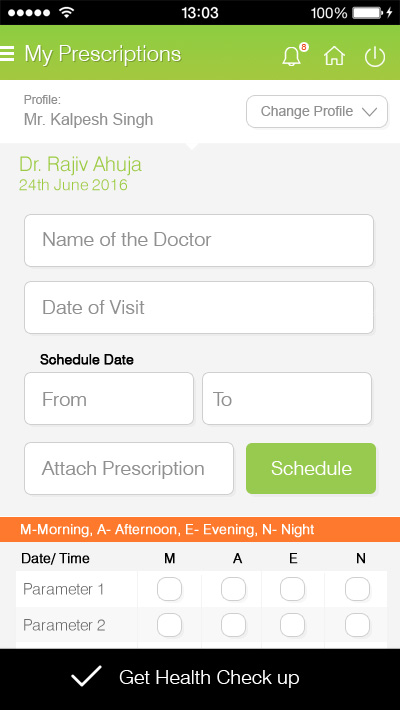 13:03
100%
My Prescriptions
8
Profile:
Mr. Kalpesh Singh
Change Profile
Dr. Rajiv Ahuja
24th June 2016
Name of the Doctor
Date of Visit
Schedule Date
From
To
Attach Prescription
Schedule
M-Morning, A- Afternoon, E- Evening, N- Night
Date/ Time M A E N
Parameter 1
Parameter 2
Get Health Check up